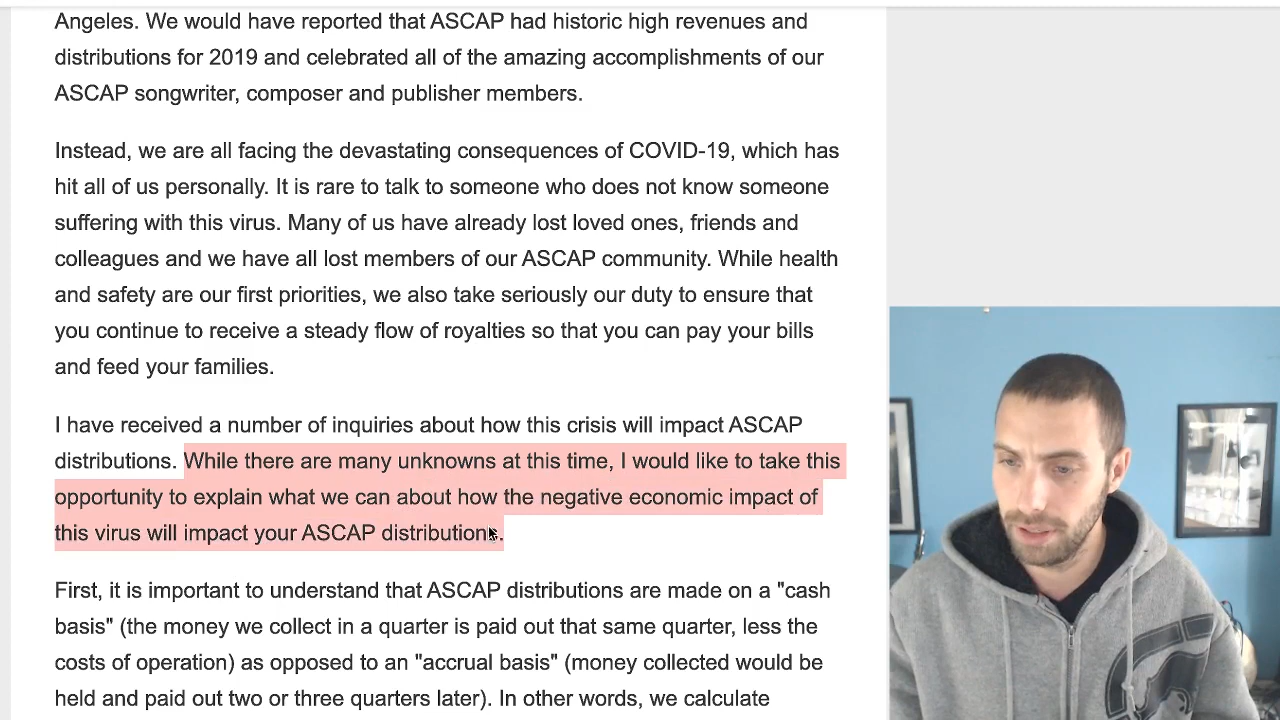 Angeles. We would have reported that ASCAP had historic high revenues and
distributions for 2019 and celebrated all of the amazing accomplishments of our
ASCAP songwriter, composer and publisher members.
Instead, we are all facing the devastating consequences of COVID-19, which has
hit all of us personally. It is rare to talk to someone who does not know someone
suffering with this virus. Many of us have already lost loved ones, friends and
colleagues and we have all lost members of our ASCAP community. While health
and safety are our first priorities, we also take seriously our duty to ensure that
you continue to receive a steady flow of royalties so that you can pay your bills
and feed your families.
I have received a number of inquiries about how this crisis will impact ASCAP
distributions. While there are many unknowns at this time, I would like to take this
opportunity to explain what we can about how the negative economic impact of
this virus will impact your ASCAP distributions.
First, it is important to understand that ASCAP distributions are made on a "cash
basis" (the money we collect in a quarter is paid out that same quarter, less the
costs of operation) as opposed to an "accrual basis" (money collected would be
held and paid out two or three quarters later). In other words, we calculate